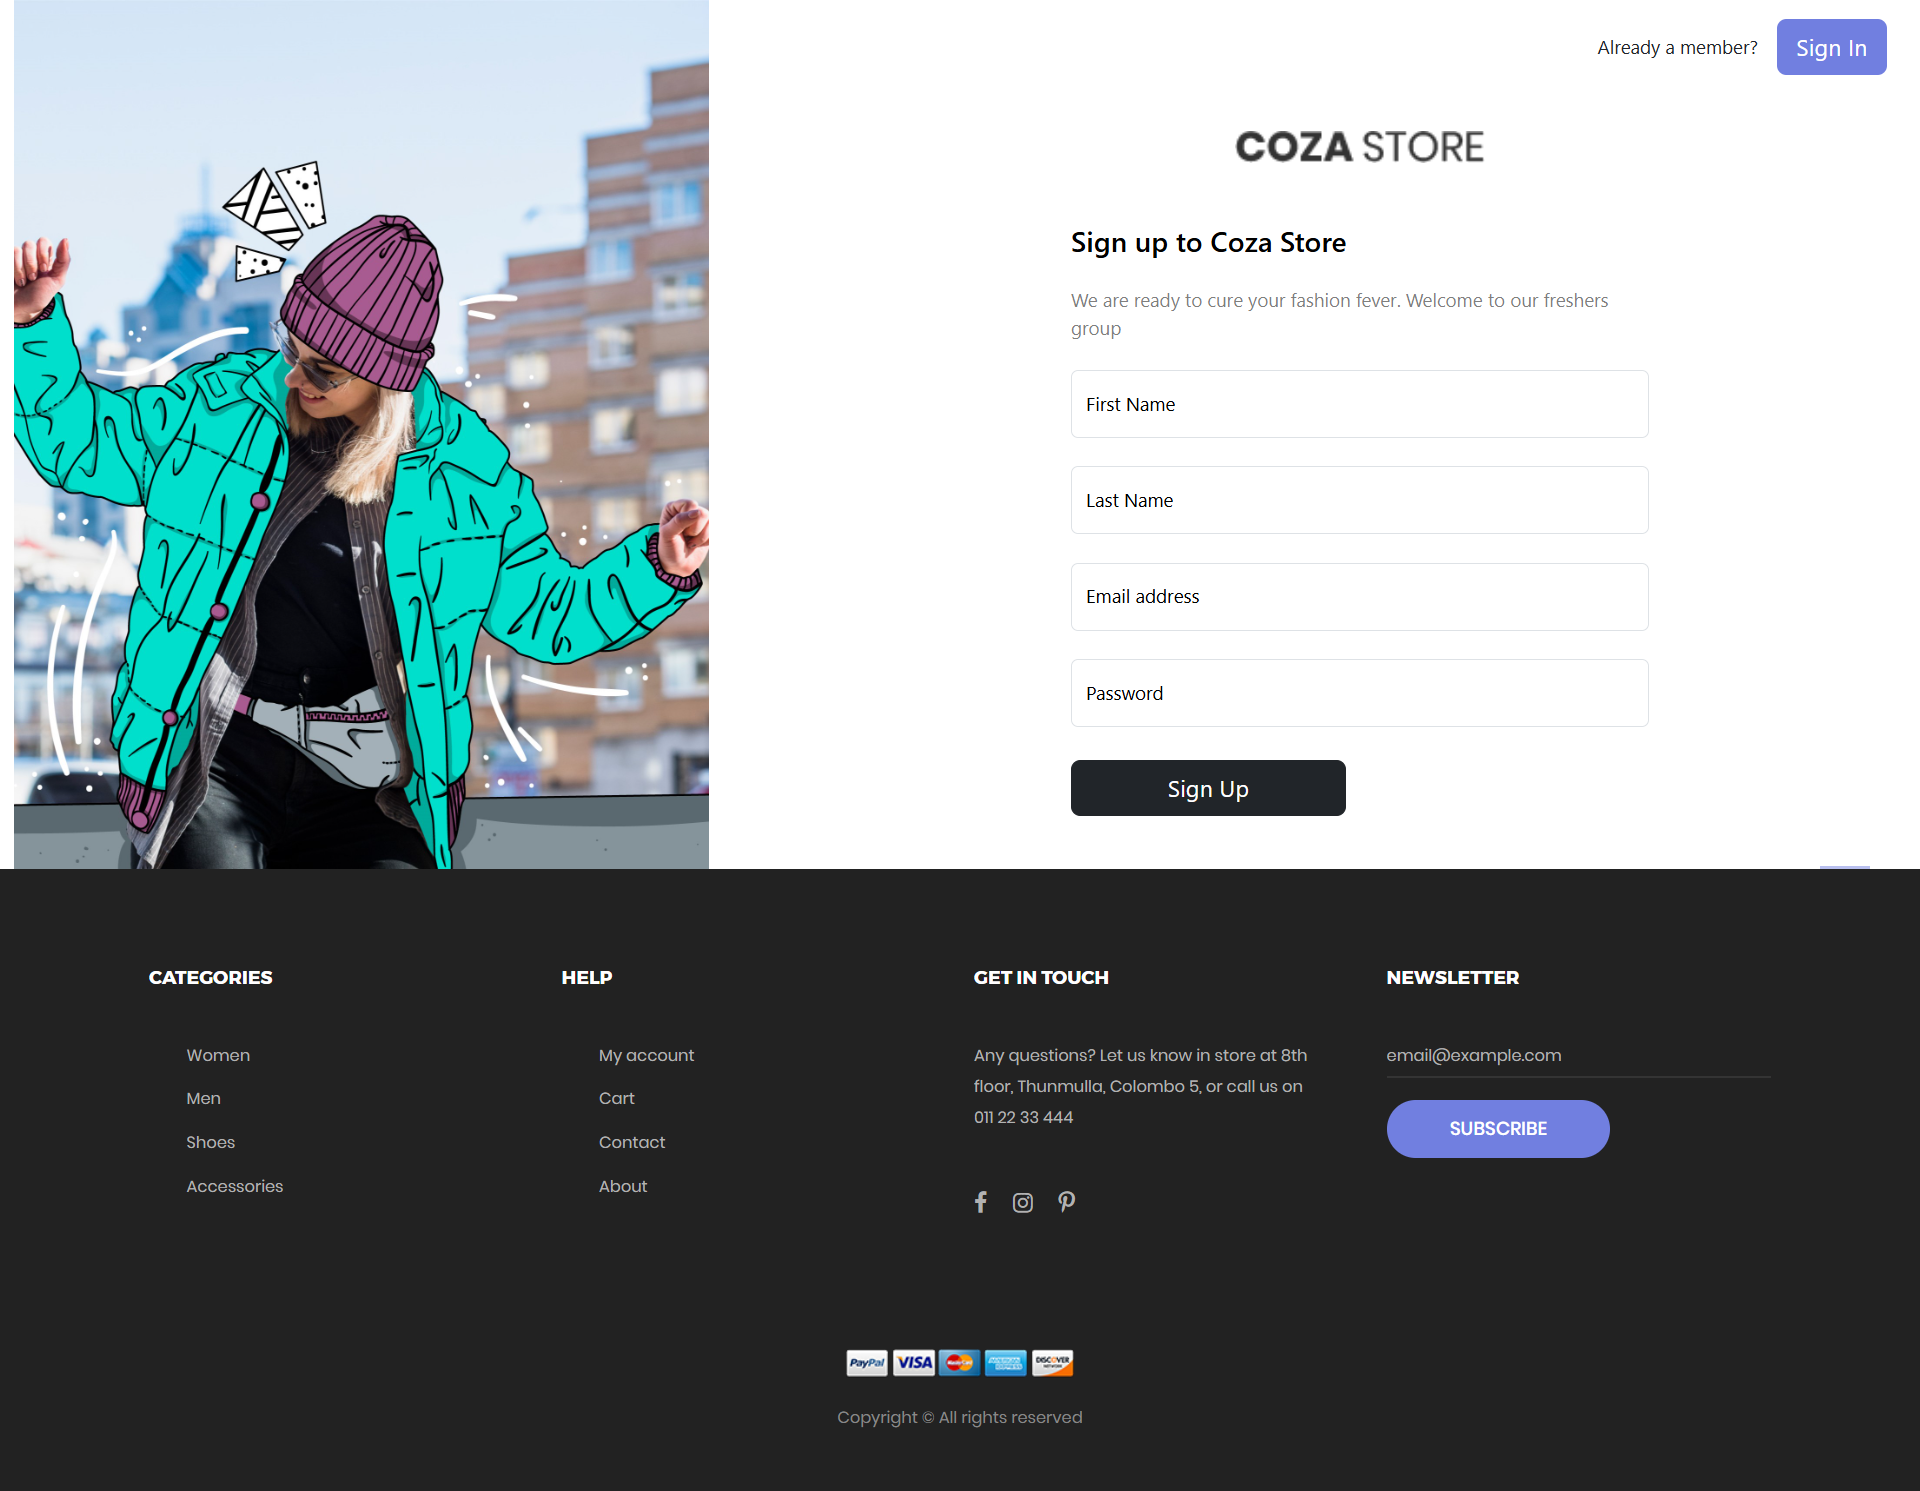 Already a member? Sign In
COZA STORE
Sign up to Coza Store
We are ready to cure your fashion fever. Welcome to our freshers
group
First Name
Last Name
Email address
Password
Sign Up
CATEGORIES
Women
Men
Shoes
Accessories
HELP
My account
Cart
Contact
About
GET IN TOUCH
Any questions? Let us know in store at 8th
floor, Thunmulla, Colombo 5, or call us on
011 22 33 444
NEWSLETTER
email@example.com
SUBSCRIBE
PayPal VISA MasterCard AMERICAN EXPRESS DISCOVER NETWORK
Copyright © All rights reserved